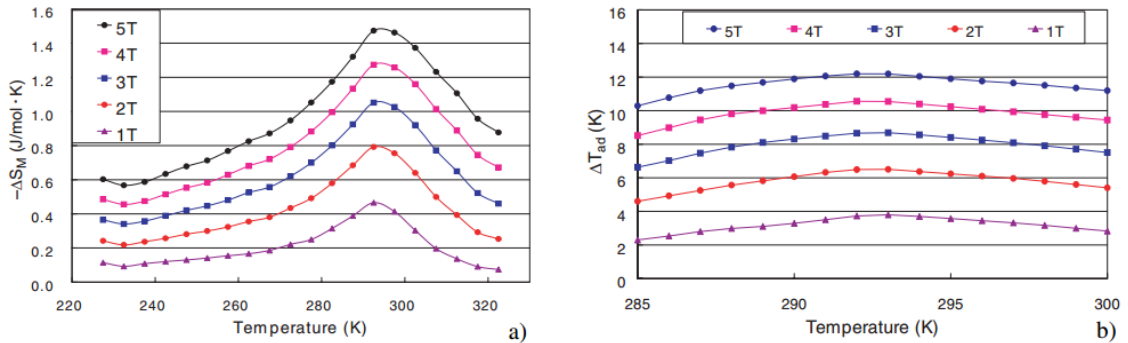 1.6
1.4
1.2
1.0
0.8
0.6
0.4
0.2
0.0
–ΔS_M (J/mol · K)
5T
4T
3T
2T
1T
220 240 260 280 300 320
Temperature (K)
a)
16
14
12
10
8
6
4
2
0
ΔT_ad (K)
5T 4T 3T 2T 1T
285 290 295 300
Temperature (K)
b)